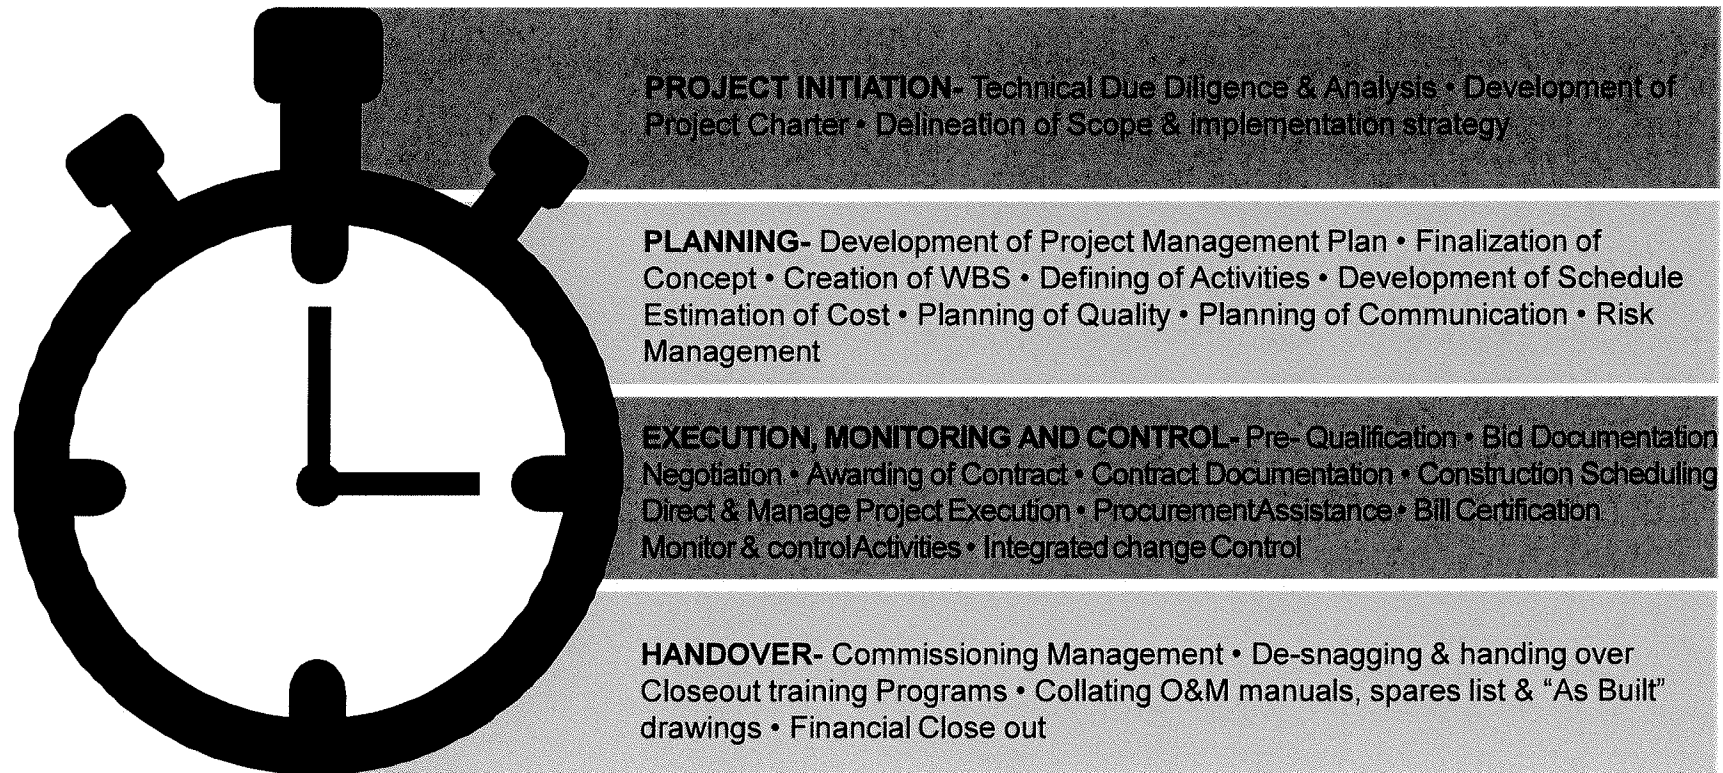 PROJECT INITIATION- Technical Due Diligence & Analysis • Development of
Project Charter • Delineation of Scope & implementation strategy
PLANNING- Development of Project Management Plan • Finalization of
Concept • Creation of WBS • Defining of Activities • Development of Schedule
Estimation of Cost • Planning of Quality • Planning of Communication • Risk
Management
EXECUTION, MONITORING AND CONTROL- Pre- Qualification • Bid Documentation
Negotiation • Awarding of Contract • Contract Documentation • Construction Scheduling
Direct & Manage Project Execution • ProcurementAssistance • Bill Certification
Monitor & controlActivities • Integrated change Control
HANDOVER- Commissioning Management • De-snagging & handing over
Closeout training Programs • Collating O&M manuals, spares list & “As Built”
drawings • Financial Close out